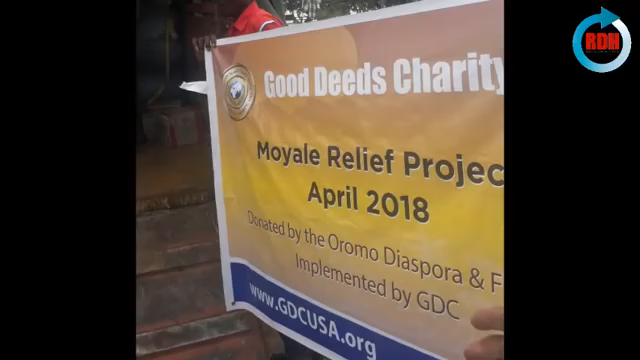 RDH
Good Deeds Charity
Moyale Relief Projec
April 2018
Donated by the Oromo Diaspora & F
Implemented by GDC
www.GDCUSA.org